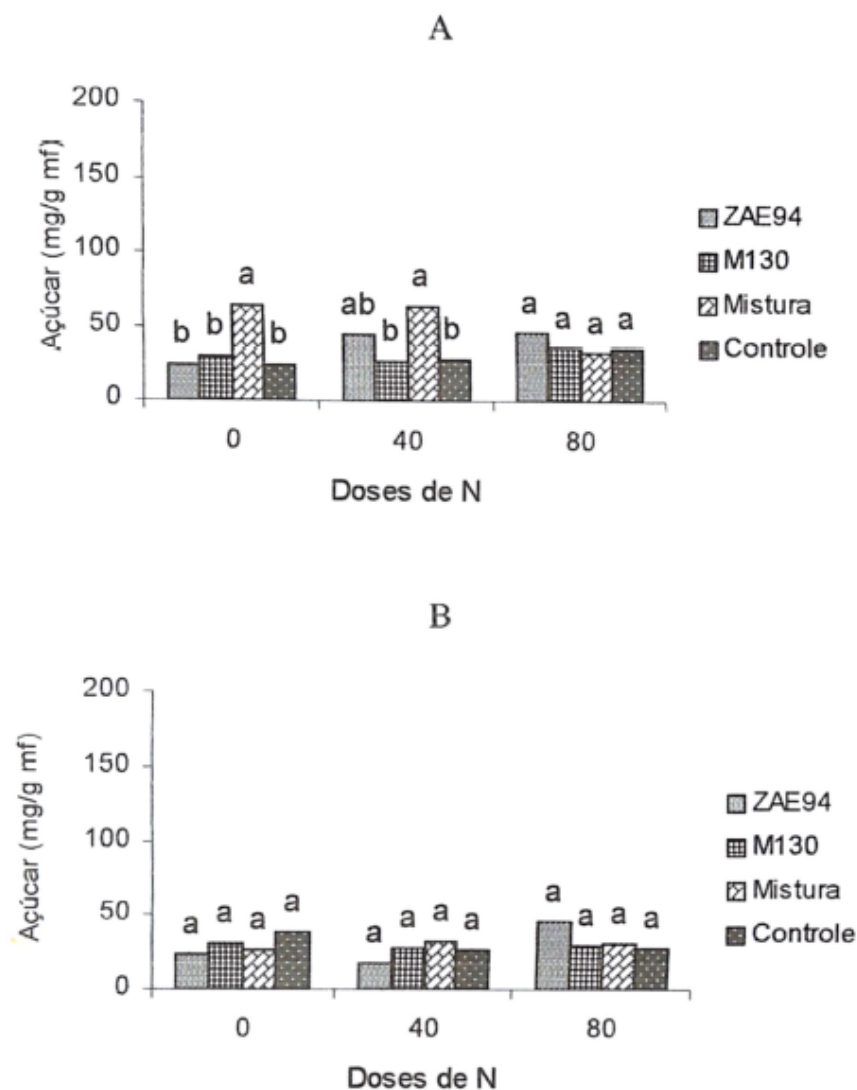 A
200
150
100
50
0
Açúcar (mg/g mf)
b b a b
ab b a b
a a a a
0 40 80
Doses de N
ZAE94
M130
Mistura
Controle
B
200
150
100
50
0
Açúcar (mg/g mf)
a a a a
a a a a
a a a a
0 40 80
Doses de N
ZAE94
M130
Mistura
Controle